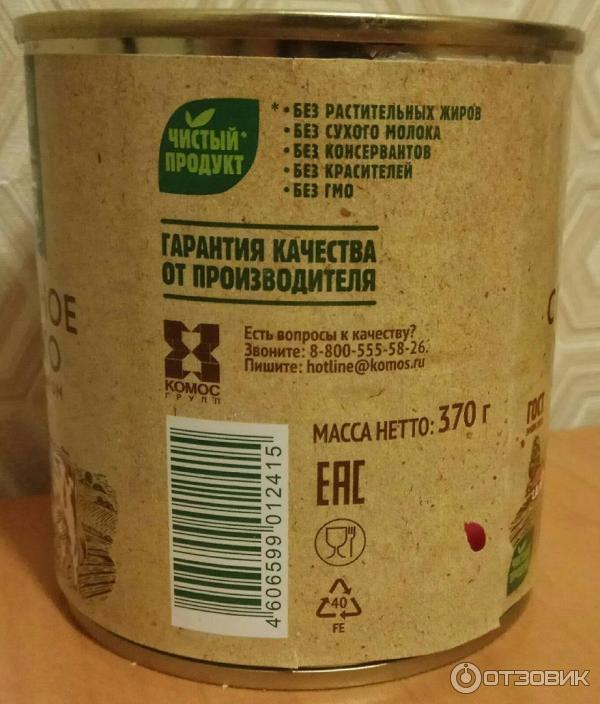 ЧИСТЫЙ*
ПРОДУКТ
* • БЕЗ РАСТИТЕЛЬНЫХ ЖИРОВ
• БЕЗ СУХОГО МОЛОКА
• БЕЗ КОНСЕРВАНТОВ
• БЕЗ КРАСИТЕЛЕЙ
• БЕЗ ГМО
ГАРАНТИЯ КАЧЕСТВА
ОТ ПРОИЗВОДИТЕЛЯ
КОМОС
ГРУПП
Есть вопросы к качеству?
Звоните: 8-800-555-58-26.
Пишите: hotline@komos.ru
МАССА НЕТТО: 370 г
4606599012415
ЕАС
40
FE
ОЕ
О
ГОСТ
С
ОТЗОВИК